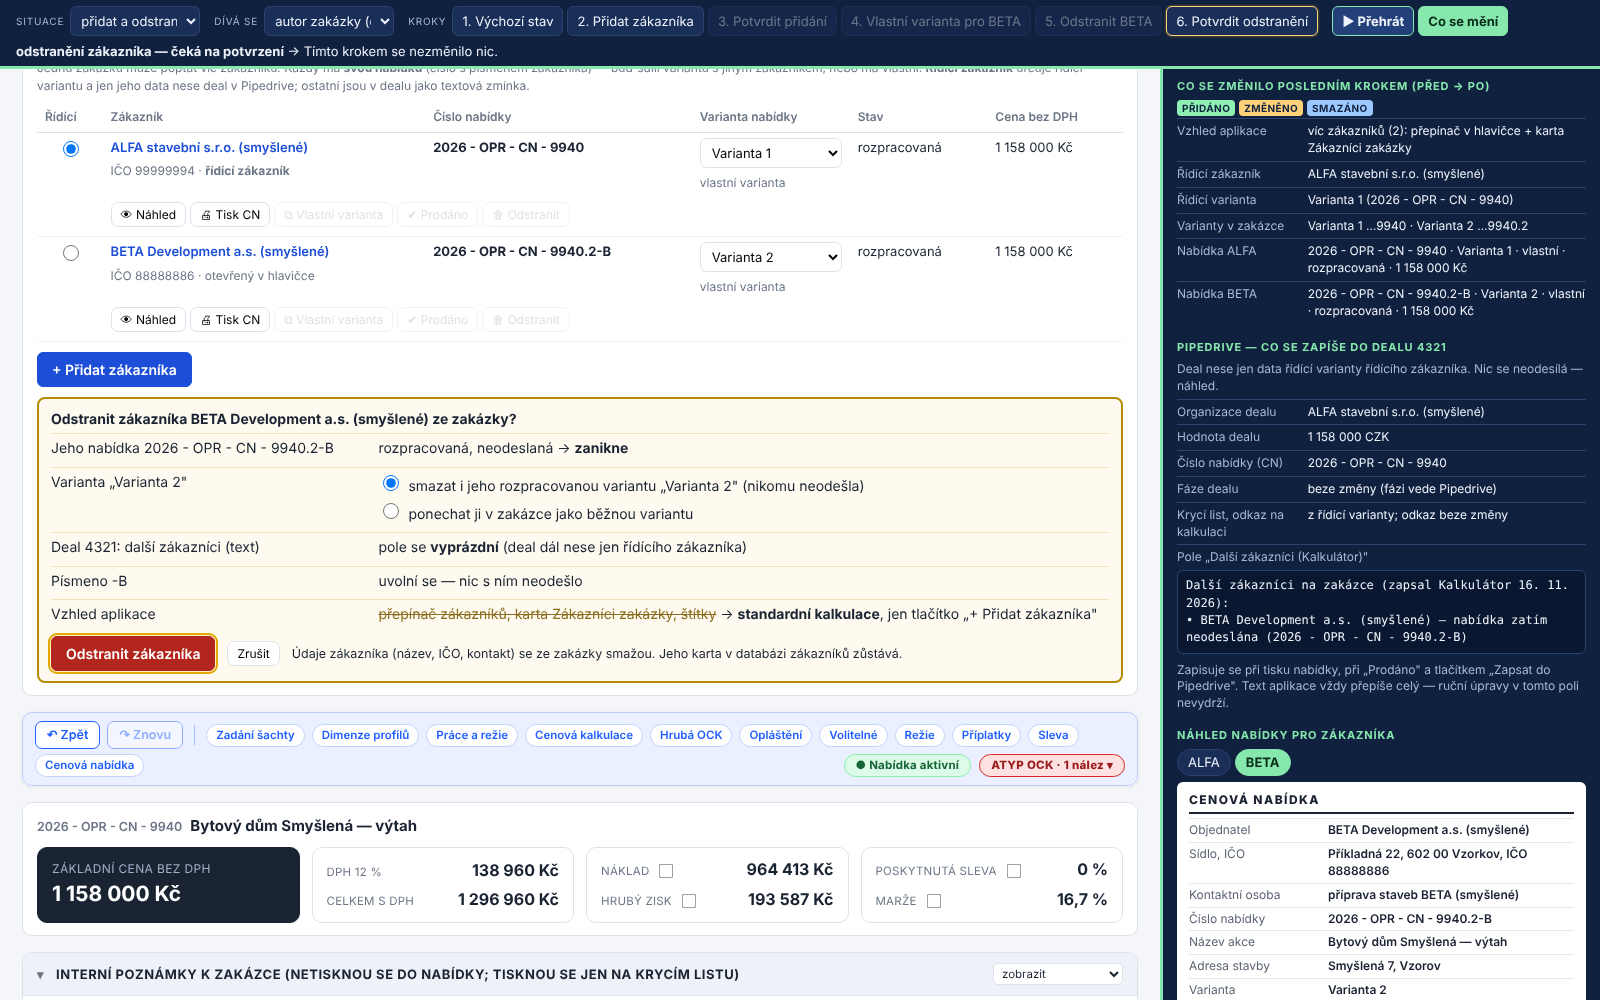 SITUACE přidat a odstran DÍVÁ SE autor zakázky (c KROKY 1. Výchozí stav 2. Přidat zákazníka 3. Potvrdit přidání 4. Vlastní varianta pro BETA 5. Odstranit BETA 6. Potvrdit odstranění ▶ Přehrát Co se mění
odstranění zákazníka — čeká na potvrzení → Tímto krokem se nezměnilo nic.
variantu a jen jeho data nese deal v Pipedrive; ostatní jsou v dealu jako textová zmínka.
Řídící Zákazník Číslo nabídky Varianta nabídky Stav Cena bez DPH
ALFA stavební s.r.o. (smyšlené) 2026 - OPR - CN - 9940 Varianta 1 rozpracovaná 1 158 000 Kč
IČO 99999994 · řídící zákazník vlastní varianta
Náhled Tisk CN Vlastní varianta ✔ Prodáno Odstranit
BETA Development a.s. (smyšlené) 2026 - OPR - CN - 9940.2-B Varianta 2 rozpracovaná 1 158 000 Kč
IČO 88888886 · otevřený v hlavičce vlastní varianta
Náhled Tisk CN Vlastní varianta ✔ Prodáno Odstranit
+ Přidat zákazníka
Odstranit zákazníka BETA Development a.s. (smyšlené) ze zakázky?
Jeho nabídka 2026 - OPR - CN - 9940.2-B rozpracovaná, neodeslaná → zanikne
Varianta „Varianta 2" smazat i jeho rozpracovanou variantu „Varianta 2" (nikomu neodešla)
ponechat ji v zakázce jako běžnou variantu
Deal 4321: další zákazníci (text) pole se vyprázdní (deal dál nese jen řídícího zákazníka)
Písmeno -B uvolní se — nic s ním neodešlo
Vzhled aplikace přepínač zákazníků, karta Zákazníci zakázky, štítky → standardní kalkulace, jen tlačítko „+ Přidat zákazníka"
Odstranit zákazníka Zrušit Údaje zákazníka (název, IČO, kontakt) se ze zakázky smažou. Jeho karta v databázi zákazníků zůstává.
↶ Zpět ↷ Znovu Zadání šachty Dimenze profilů Práce a režie Cenová kalkulace Hrubá OCK Opláštění Volitelné Režie Příplatky Sleva
Cenová nabídka ● Nabídka aktivní ATYP OCK · 1 nález ▾
2026 - OPR - CN - 9940 Bytový dům Smyšlená — výtah
ZÁKLADNÍ CENA BEZ DPH
1 158 000 Kč
DPH 12 % 138 960 Kč
CELKEM S DPH 1 296 960 Kč
NÁKLAD 964 413 Kč
HRUBÝ ZISK 193 587 Kč
POSKYTNUTÁ SLEVA 0 %
MARŽE 16,7 %
▼ INTERNÍ POZNÁMKY K ZAKÁZCE (NETISKNOU SE DO NABÍDKY; TISKNOU SE JEN NA KRYCÍM LISTU) zobrazit
CO SE ZMĚNILO POSLEDNÍM KROKEM (PŘED → PO)
PŘIDÁNO ZMĚNĚNO SMAZÁNO
Vzhled aplikace víc zákazníků (2): přepínač v hlavičce + karta
Zákazníci zakázky
Řídící zákazník ALFA stavební s.r.o. (smyšlené)
Řídící varianta Varianta 1 (2026 - OPR - CN - 9940)
Varianty v zakázce Varianta 1 …9940 · Varianta 2 …9940.2
Nabídka ALFA 2026 - OPR - CN - 9940 · Varianta 1 · vlastní ·
rozpracovaná · 1 158 000 Kč
Nabídka BETA 2026 - OPR - CN - 9940.2-B · Varianta 2 · vlastní
· rozpracovaná · 1 158 000 Kč
PIPEDRIVE — CO SE ZAPÍŠE DO DEALU 4321
Deal nese jen data řídící varianty řídícího zákazníka. Nic se neodesílá —
náhled.
Organizace dealu ALFA stavební s.r.o. (smyšlené)
Hodnota dealu 1 158 000 CZK
Číslo nabídky (CN) 2026 - OPR - CN - 9940
Fáze dealu beze změny (fázi vede Pipedrive)
Krycí list, odkaz na z řídící varianty; odkaz beze změny
kalkulaci
Pole „Další zákazníci (Kalkulátor)"
Další zákazníci na zakázce (zapsal Kalkulátor 16. 11.
2026):
• BETA Development a.s. (smyšlené) – nabídka zatím
neodeslána (2026 - OPR - CN - 9940.2-B)
Zapisuje se při tisku nabídky, při „Prodáno" a tlačítkem „Zapsat do
Pipedrive". Text aplikace vždy přepíše celý — ruční úpravy v tomto poli
nevydrží.
NÁHLED NABÍDKY PRO ZÁKAZNÍKA
ALFA BETA
CENOVÁ NABÍDKA
Objednatel BETA Development a.s. (smyšlené)
Sídlo, IČO Příkladná 22, 602 00 Vzorkov, IČO
88888886
Kontaktní osoba příprava staveb BETA (smyšlené)
Číslo nabídky 2026 - OPR - CN - 9940.2-B
Název akce Bytový dům Smyšlená — výtah
Adresa stavby Smyšlená 7, Vzorov
Varianta Varianta 2